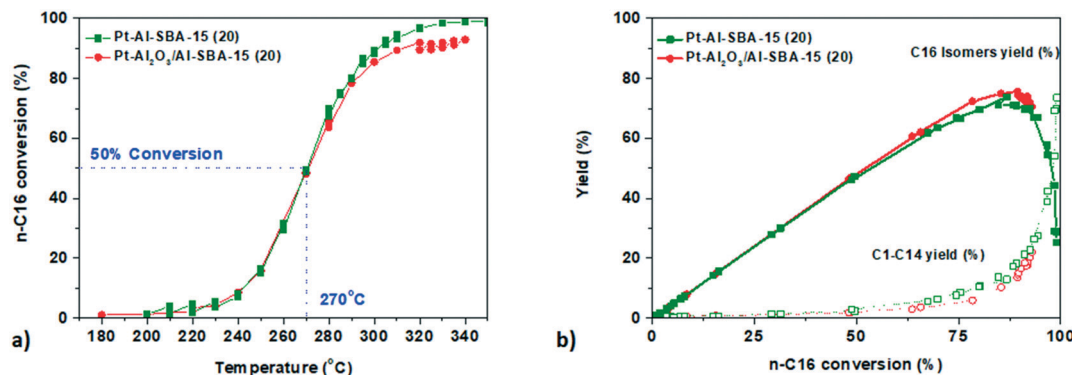 Pt-Al-SBA-15 (20)
Pt-Al₂O₃/Al-SBA-15 (20)
50% Conversion
270°C
n-C16 conversion (%)
0
20
40
60
80
100
180
200
220
240
260
280
300
320
340
Temperature (°C)
a)
Pt-Al-SBA-15 (20)
Pt-Al₂O₃/Al-SBA-15 (20)
C16 Isomers yield (%)
C1-C14 yield (%)
Yield (%)
0
20
40
60
80
100
0
25
50
75
100
n-C16 conversion (%)
b)